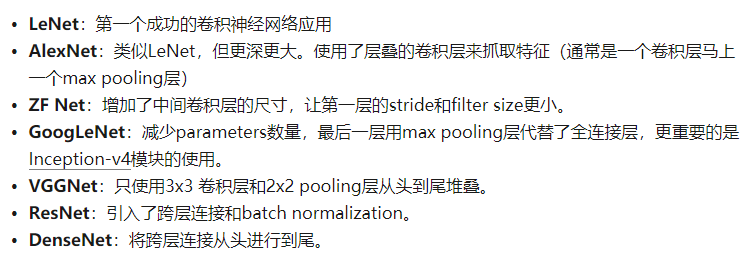 • LeNet：第一个成功的卷积神经网络应用
• AlexNet：类似LeNet，但更深更大。使用了层叠的卷积层来抓取特征（通常是一个卷积层马上
一个max pooling层）
• ZF Net：增加了中间卷积层的尺寸，让第一层的stride和filter size更小。
• GoogLeNet：减少parameters数量，最后一层用max pooling层代替了全连接层，更重要的是
Inception-v4模块的使用。
• VGGNet：只使用3x3 卷积层和2x2 pooling层从头到尾堆叠。
• ResNet：引入了跨层连接和batch normalization。
• DenseNet：将跨层连接从头进行到尾。